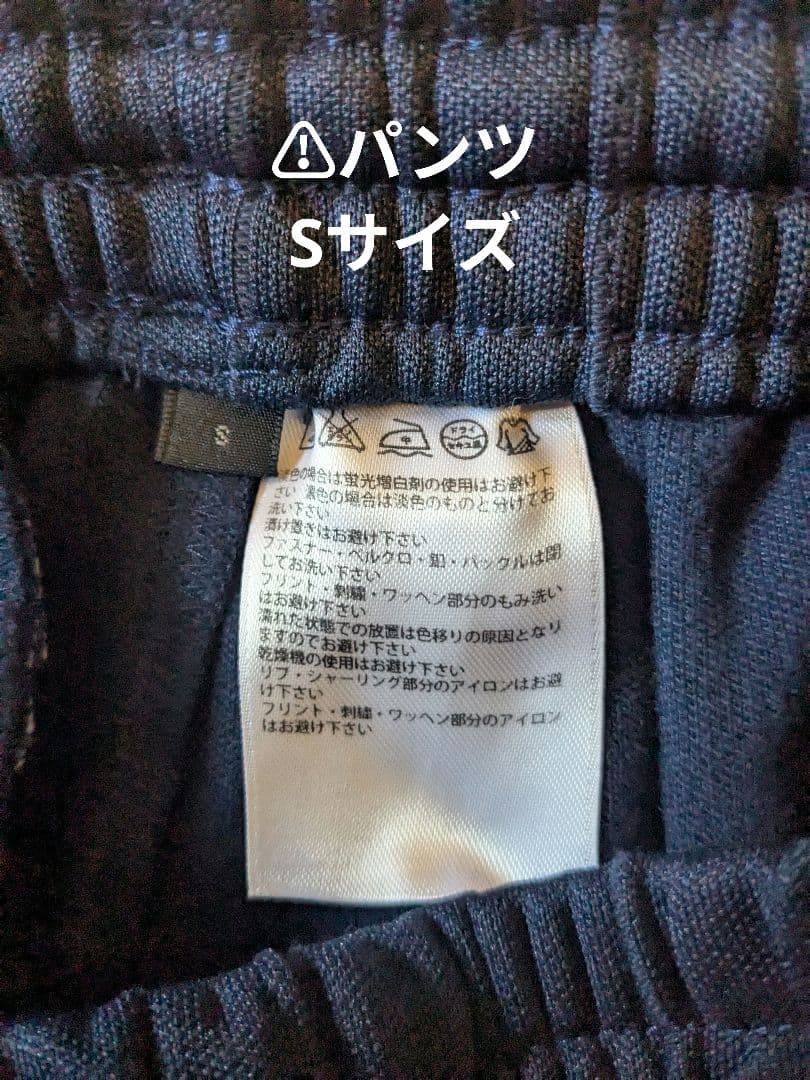 ⚠パンツ
Sサイズ
S
ドライ
セキユ系
淡色の場合は蛍光増白剤の使用はお避け下
さい 濃色の場合は淡色のものと分けてお
洗い下さい
漬け置きはお避け下さい
ファスナー・ベルクロ・釦・バックルは閉
してお洗い下さい
プリント・刺繍・ワッペン部分のもみ洗い
はお避け下さい
濡れた状態での放置は色移りの原因となり
ますのでお避け下さい
乾燥機の使用はお避け下さい
リブ・シャーリング部分のアイロンはお避
け下さい
プリント・刺繍・ワッペン部分のアイロン
はお避け下さい